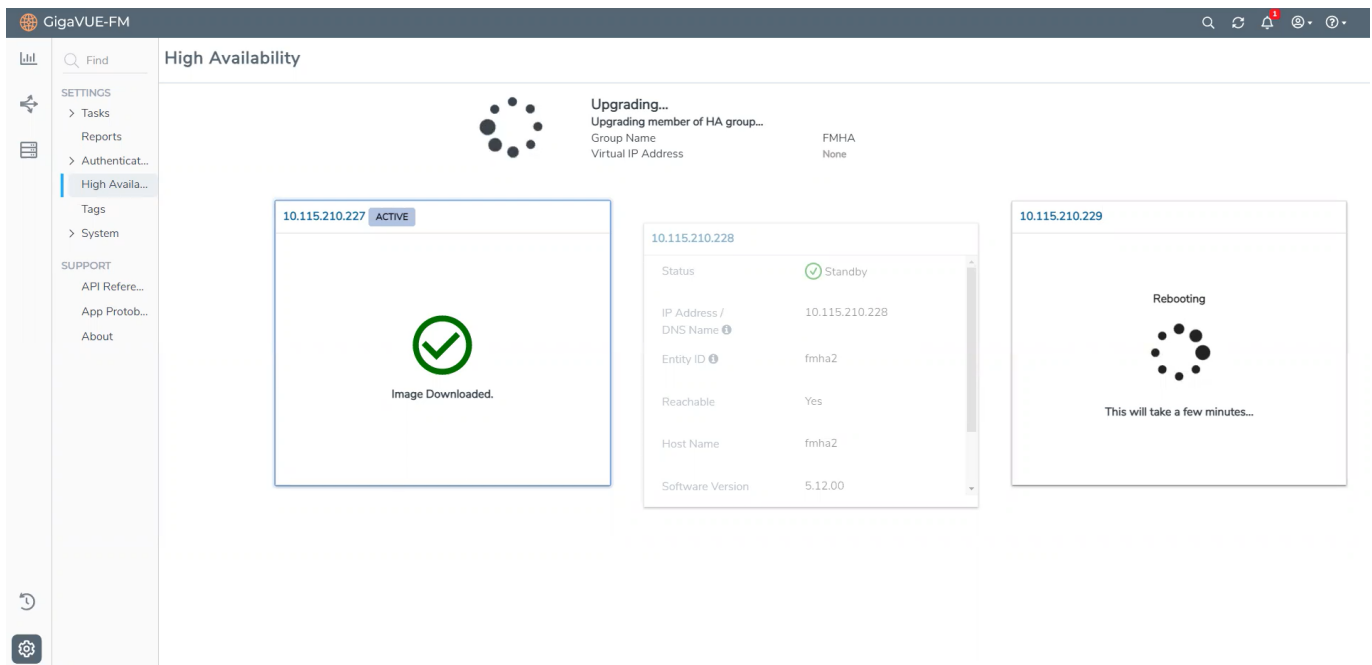 GigaVUE-FM
1
Find
High Availability
SETTINGS
Tasks
Reports
Authenticat...
High Availa...
Tags
System
SUPPORT
API Refere...
App Protob...
About
Upgrading...
Upgrading member of HA group...
Group Name FMHA
Virtual IP Address None
10.115.210.227 ACTIVE
Image Downloaded.
10.115.210.228
Status Standby
IP Address / 10.115.210.228
DNS Name
Entity ID fmha2
Reachable Yes
Host Name fmha2
Software Version 5.12.00
10.115.210.229
Rebooting
This will take a few minutes...